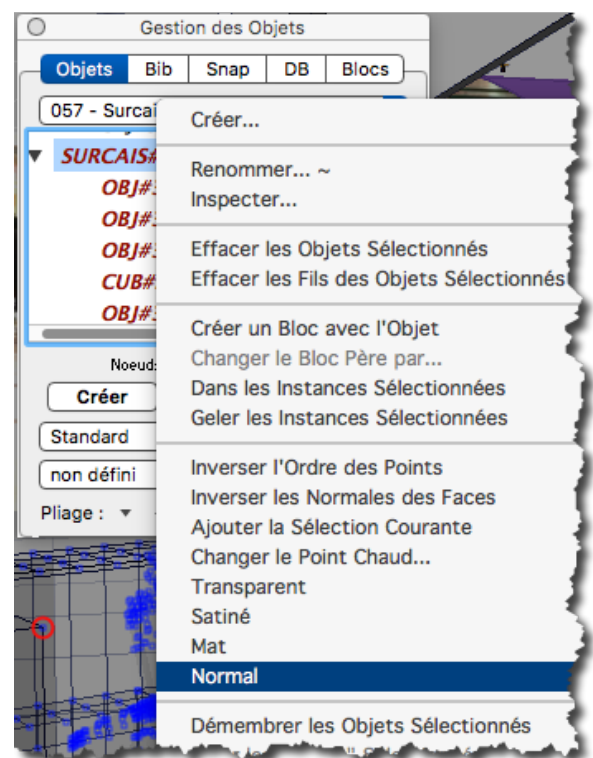 Gestion des Objets
Objets Bib Snap DB Blocs
057 - Surcai
SURCAIS#
OBJ#
OBJ#
OBJ#
CUB#
OBJ#
Noeud:
Créer
Standard
non défini
Pliage :
Créer...
Renommer... ~
Inspecter...
Effacer les Objets Sélectionnés
Effacer les Fils des Objets Sélectionnés
Créer un Bloc avec l'Objet
Changer le Bloc Père par...
Dans les Instances Sélectionnées
Geler les Instances Sélectionnées
Inverser l'Ordre des Points
Inverser les Normales des Faces
Ajouter la Sélection Courante
Changer le Point Chaud...
Transparent
Satiné
Mat
Normal
Démembrer les Objets Sélectionnés